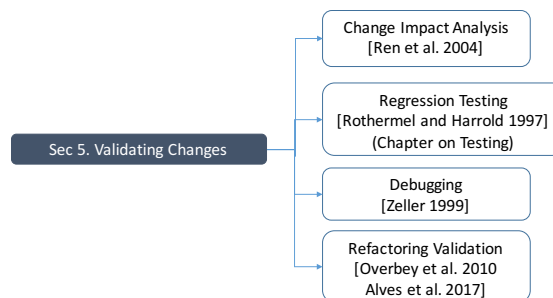 Change Impact Analysis
[Ren et al. 2004]
Regression Testing
[Rothermel and Harrold 1997]
(Chapter on Testing)
Sec 5. Validating Changes
Debugging
[Zeller 1999]
Refactoring Validation
[Overbey et al. 2010
Alves et al. 2017]